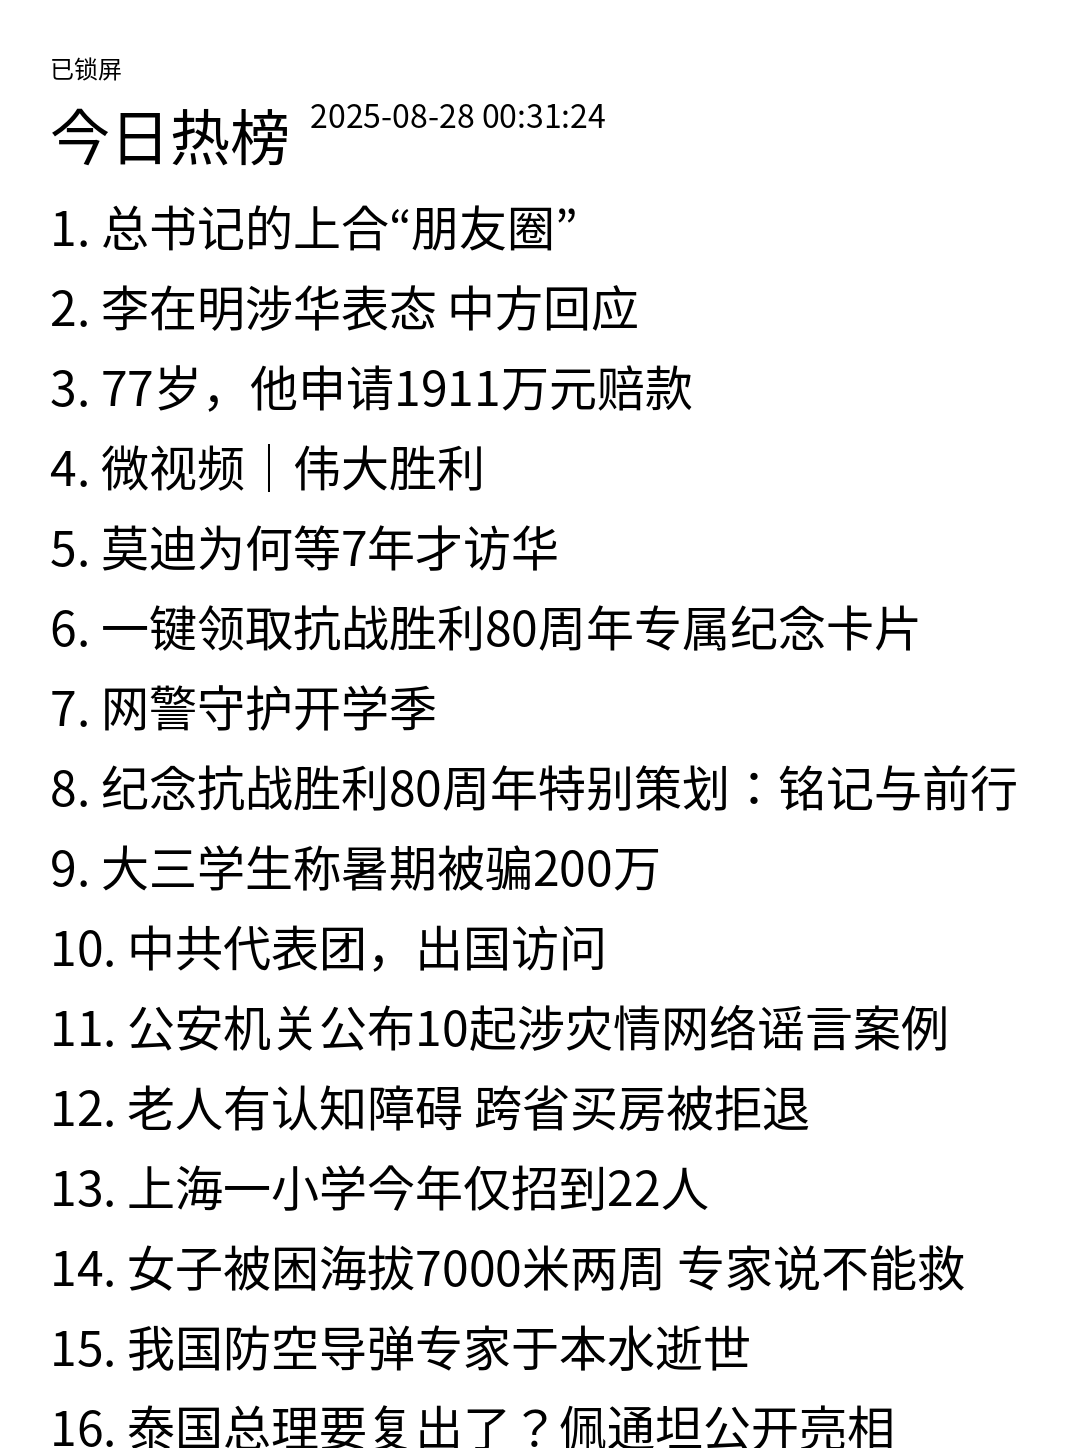 已锁屏
今日热榜 2025-08-28 00:31:24
1. 总书记的上合“朋友圈”
2. 李在明涉华表态 中方回应
3. 77岁，他申请1911万元赔款
4. 微视频｜伟大胜利
5. 莫迪为何等7年才访华
6. 一键领取抗战胜利80周年专属纪念卡片
7. 网警守护开学季
8. 纪念抗战胜利80周年特别策划：铭记与前行
9. 大三学生称暑期被骗200万
10. 中共代表团，出国访问
11. 公安机关公布10起涉灾情网络谣言案例
12. 老人有认知障碍 跨省买房被拒退
13. 上海一小学今年仅招到22人
14. 女子被困海拔7000米两周 专家说不能救
15. 我国防空导弹专家于本水逝世
16. 泰国总理要复出了？佩通坦公开亮相